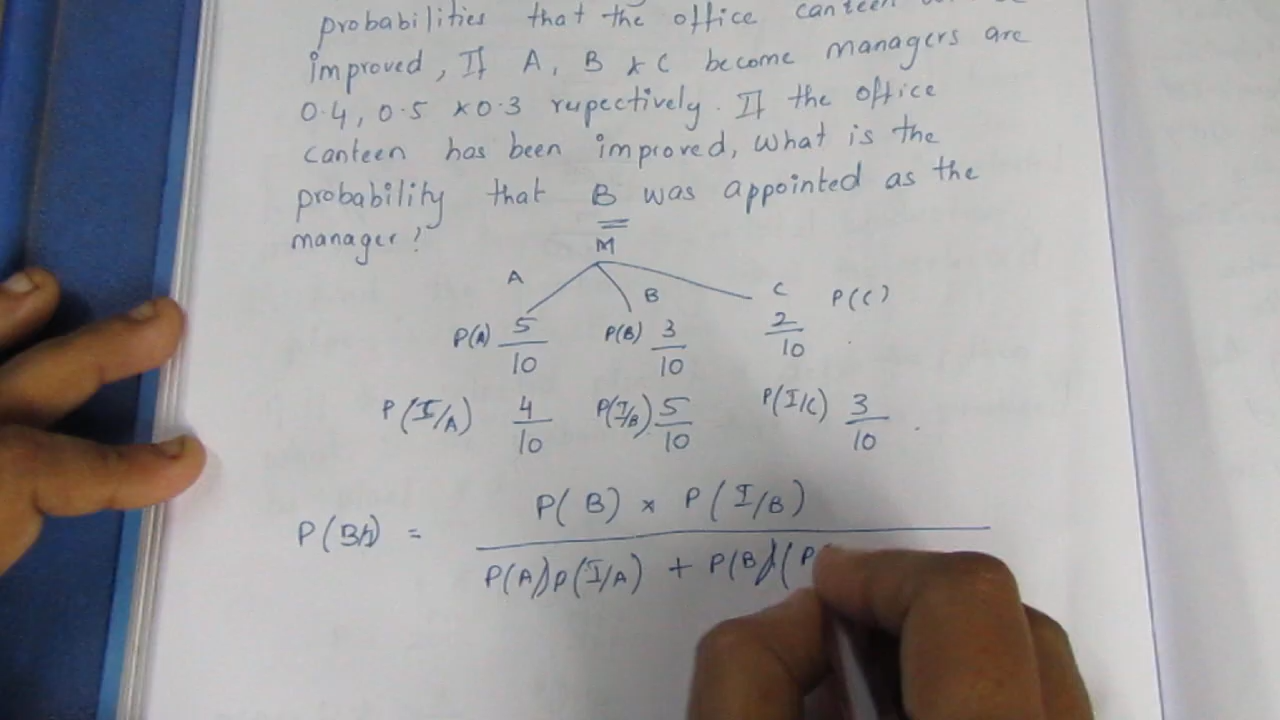 probabilities that the office canteen
improved, If A, B & C become managers are
0.4, 0.5 & 0.3 rupectively. If the office
canteen has been improved, what is the
probability that B was appointed as the
manager?
M
A B C P(C)
P(A) 5/10 P(B) 3/10 2/10
P(I/A) 4/10 P(I/B) 5/10 P(I/C) 3/10
P(B/I) = P(B) × P(I/B)
P(A)P(I/A) + P(B)(P